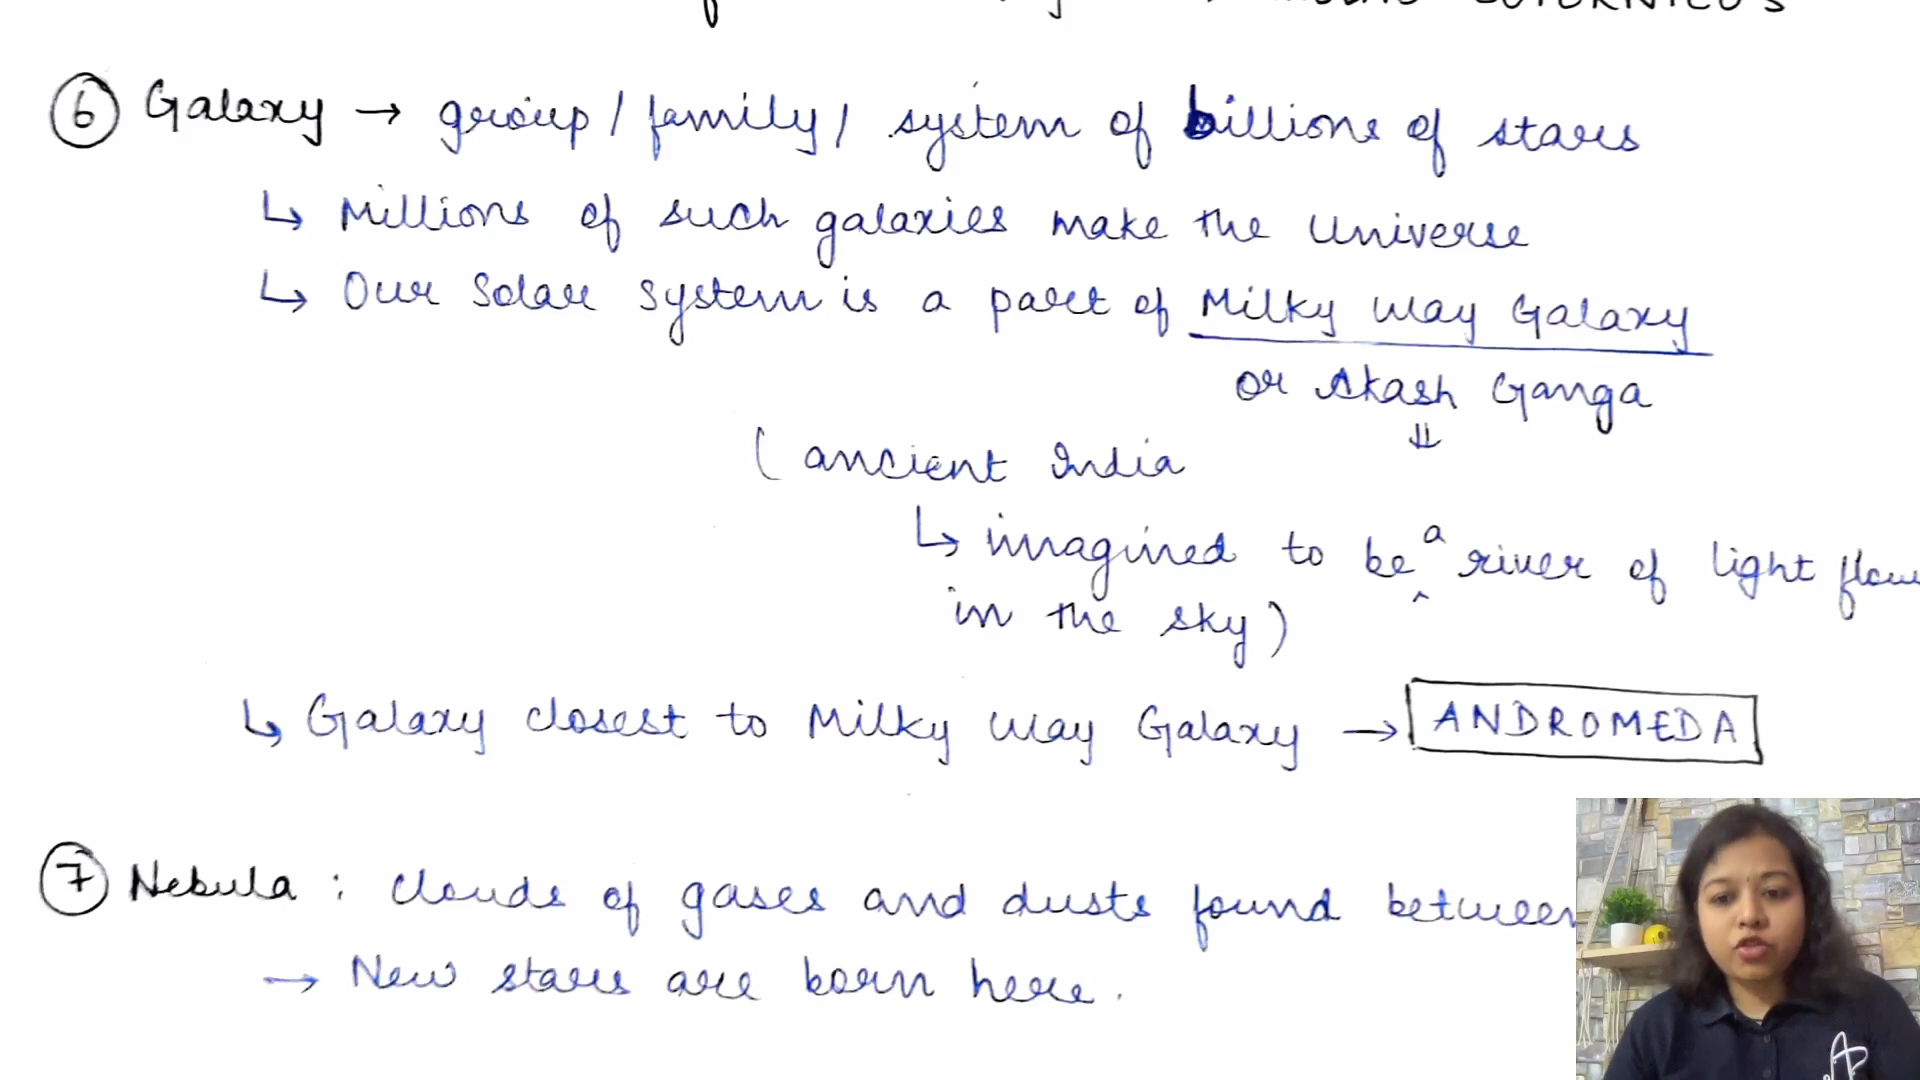 COPERNICUS
6 Galaxy → group / family / system of billions of stars
↳ Millions of such galaxies make the Universe
↳ Our Solar System is a part of Milky Way Galaxy
or Akash Ganga
⇓
( ancient India
↳ imagined to be a river of light
in the sky )
↳ Galaxy closest to Milky Way Galaxy → ANDROMEDA
7 Nebula : Clouds of gases and dusts found between
→ New stars are born here.